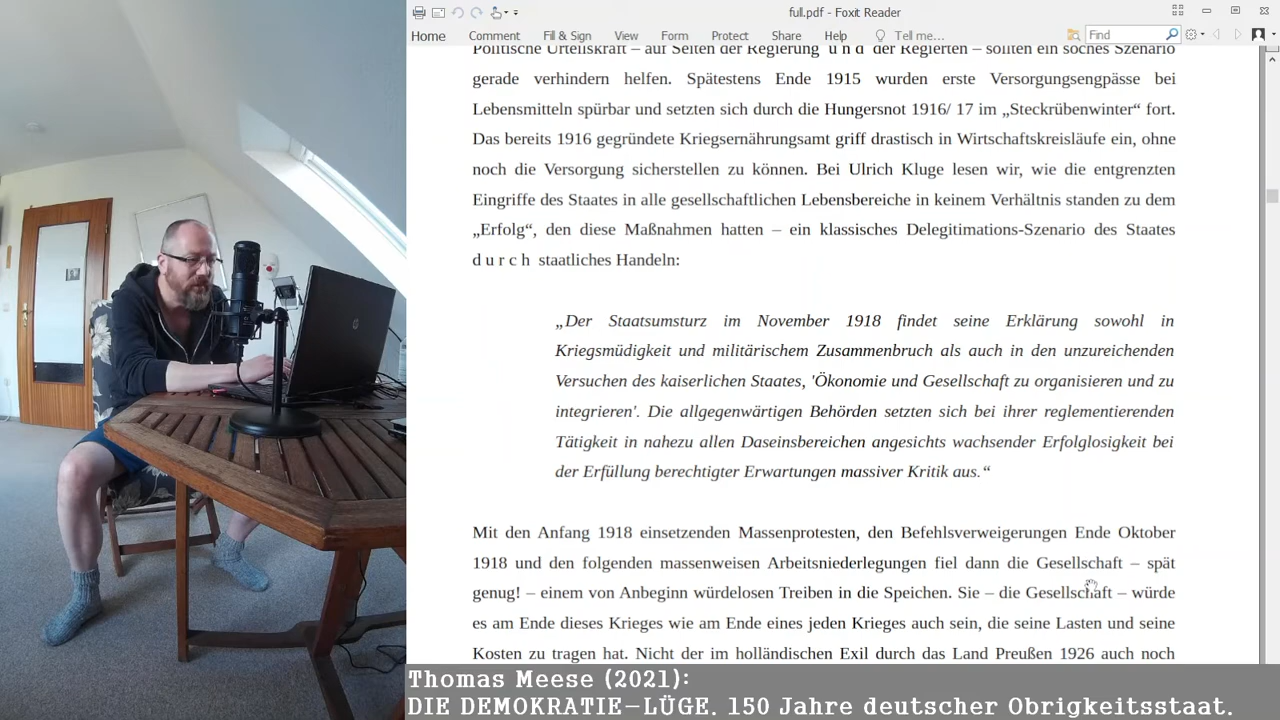 full.pdf - Foxit Reader
Home Comment Fill & Sign View Form Protect Share Help Tell me... Find
Politische Urteilskraft – auf Seiten der Regierung u n d der Regierten – sollten ein soches Szenario
gerade verhindern helfen. Spätestens Ende 1915 wurden erste Versorgungsengpässe bei
Lebensmitteln spürbar und setzten sich durch die Hungersnot 1916/ 17 im „Steckrübenwinter“ fort.
Das bereits 1916 gegründete Kriegsernährungsamt griff drastisch in Wirtschaftskreisläufe ein, ohne
noch die Versorgung sicherstellen zu können. Bei Ulrich Kluge lesen wir, wie die entgrenzten
Eingriffe des Staates in alle gesellschaftlichen Lebensbereiche in keinem Verhältnis standen zu dem
„Erfolg“, den diese Maßnahmen hatten – ein klassisches Delegitimations-Szenario des Staates
d u r c h staatliches Handeln:
„Der Staatsumsturz im November 1918 findet seine Erklärung sowohl in
Kriegsmüdigkeit und militärischem Zusammenbruch als auch in den unzureichenden
Versuchen des kaiserlichen Staates, 'Ökonomie und Gesellschaft zu organisieren und zu
integrieren'. Die allgegenwärtigen Behörden setzten sich bei ihrer reglementierenden
Tätigkeit in nahezu allen Daseinsbereichen angesichts wachsender Erfolglosigkeit bei
der Erfüllung berechtigter Erwartungen massiver Kritik aus.“
Mit den Anfang 1918 einsetzenden Massenprotesten, den Befehlsverweigerungen Ende Oktober
1918 und den folgenden massenweisen Arbeitsniederlegungen fiel dann die Gesellschaft – spät
genug! – einem von Anbeginn würdelosen Treiben in die Speichen. Sie – die Gesellschaft – würde
es am Ende dieses Krieges wie am Ende eines jeden Krieges auch sein, die seine Lasten und seine
Kosten zu tragen hat. Nicht der im holländischen Exil durch das Land Preußen 1926 auch noch
Thomas Meese (2021):
DIE DEMOKRATIE–LÜGE. 150 Jahre deutscher Obrigkeitsstaat.